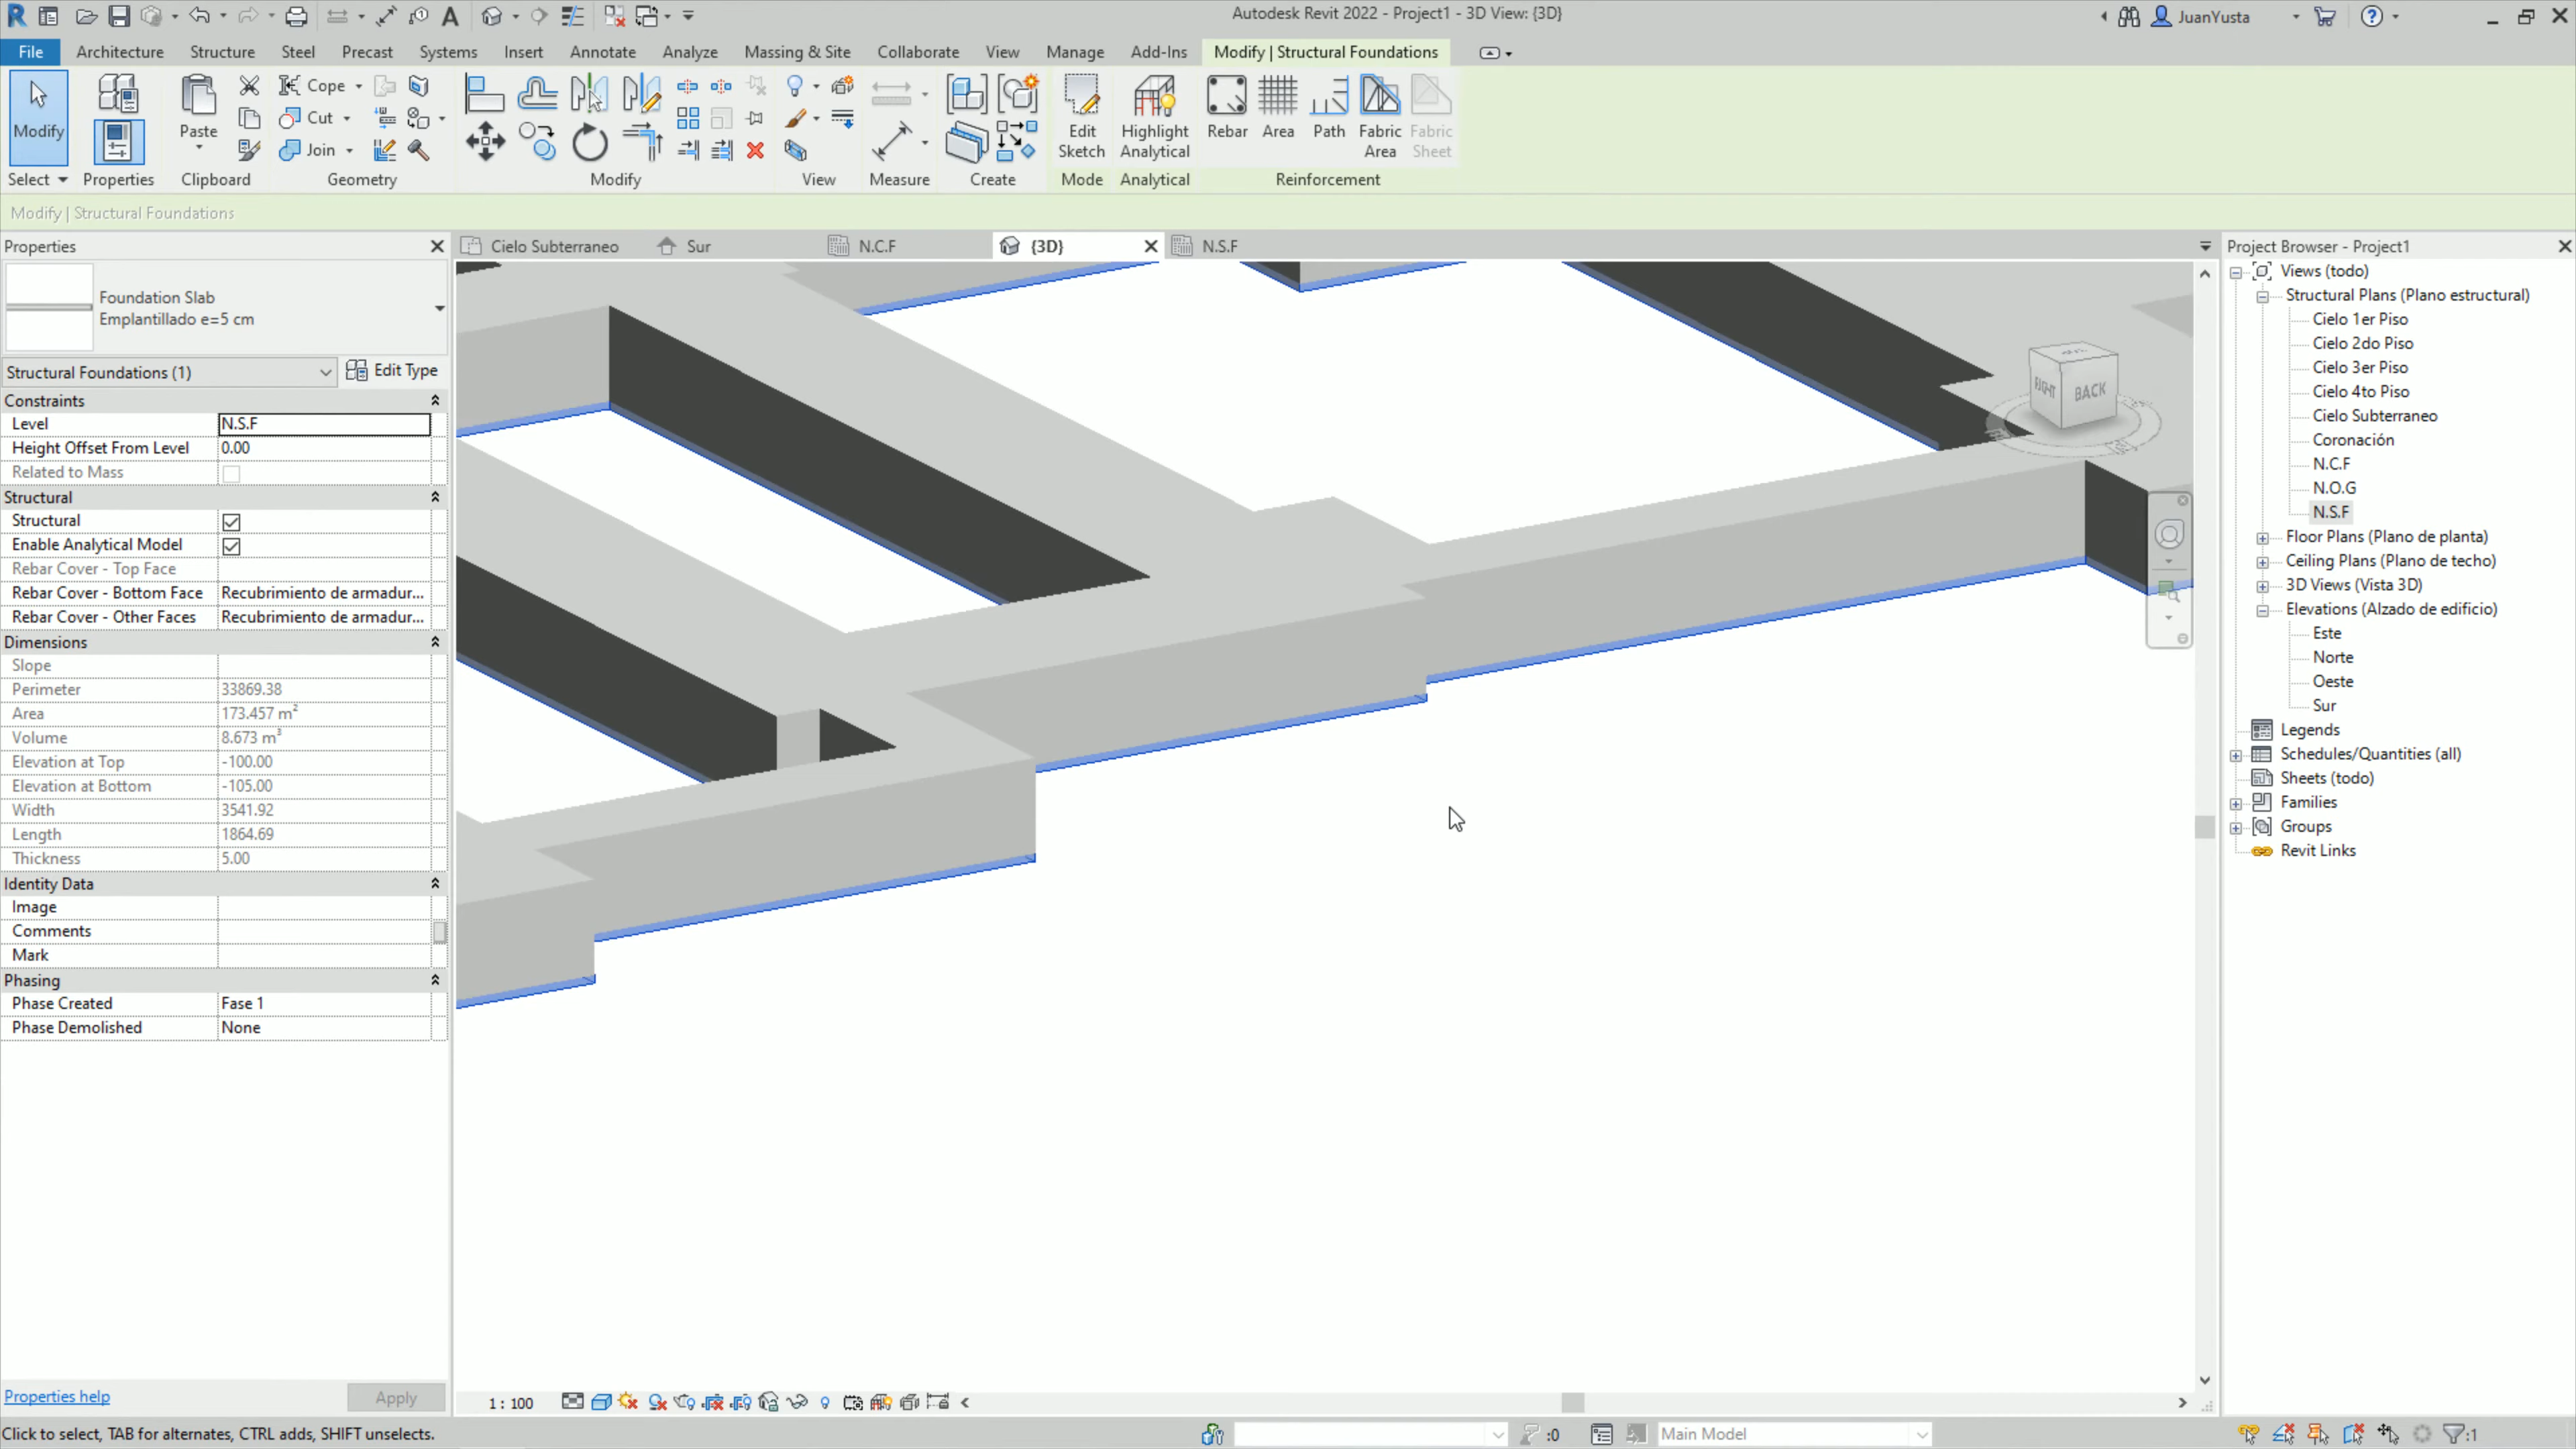 Autodesk Revit 2022 - Project1 - 3D View: {3D}
JuanYusta
File Architecture Structure Steel Precast Systems Insert Annotate Analyze Massing & Site Collaborate View Manage Add-Ins Modify | Structural Foundations
Modify
Paste
Cope
Cut
Join
Edit Sketch
Highlight Analytical
Rebar
Area
Path
Fabric Area
Fabric Sheet
Select Properties Clipboard Geometry Modify View Measure Create Mode Analytical Reinforcement
Modify | Structural Foundations
Properties
Cielo Subterraneo
Sur
N.C.F
{3D}
N.S.F
Project Browser - Project1
Foundation Slab
Emplantillado e=5 cm
Structural Foundations (1)
Edit Type
Constraints
Level N.S.F
Height Offset From Level 0.00
Related to Mass
Structural
Structural
Enable Analytical Model
Rebar Cover - Top Face
Rebar Cover - Bottom Face Recubrimiento de armadur...
Rebar Cover - Other Faces Recubrimiento de armadur...
Dimensions
Slope
Perimeter 33869.38
Area 173.457 m²
Volume 8.673 m³
Elevation at Top -100.00
Elevation at Bottom -105.00
Width 3541.92
Length 1864.69
Thickness 5.00
Identity Data
Image
Comments
Mark
Phasing
Phase Created Fase 1
Phase Demolished None
Properties help
Apply
RIGHT
BACK
Views (todo)
Structural Plans (Plano estructural)
Cielo 1er Piso
Cielo 2do Piso
Cielo 3er Piso
Cielo 4to Piso
Cielo Subterraneo
Coronación
N.C.F
N.O.G
N.S.F
Floor Plans (Plano de planta)
Ceiling Plans (Plano de techo)
3D Views (Vista 3D)
Elevations (Alzado de edificio)
Este
Norte
Oeste
Sur
Legends
Schedules/Quantities (all)
Sheets (todo)
Families
Groups
Revit Links
1 : 100
Click to select, TAB for alternates, CTRL adds, SHIFT unselects.
:0
Main Model
:1